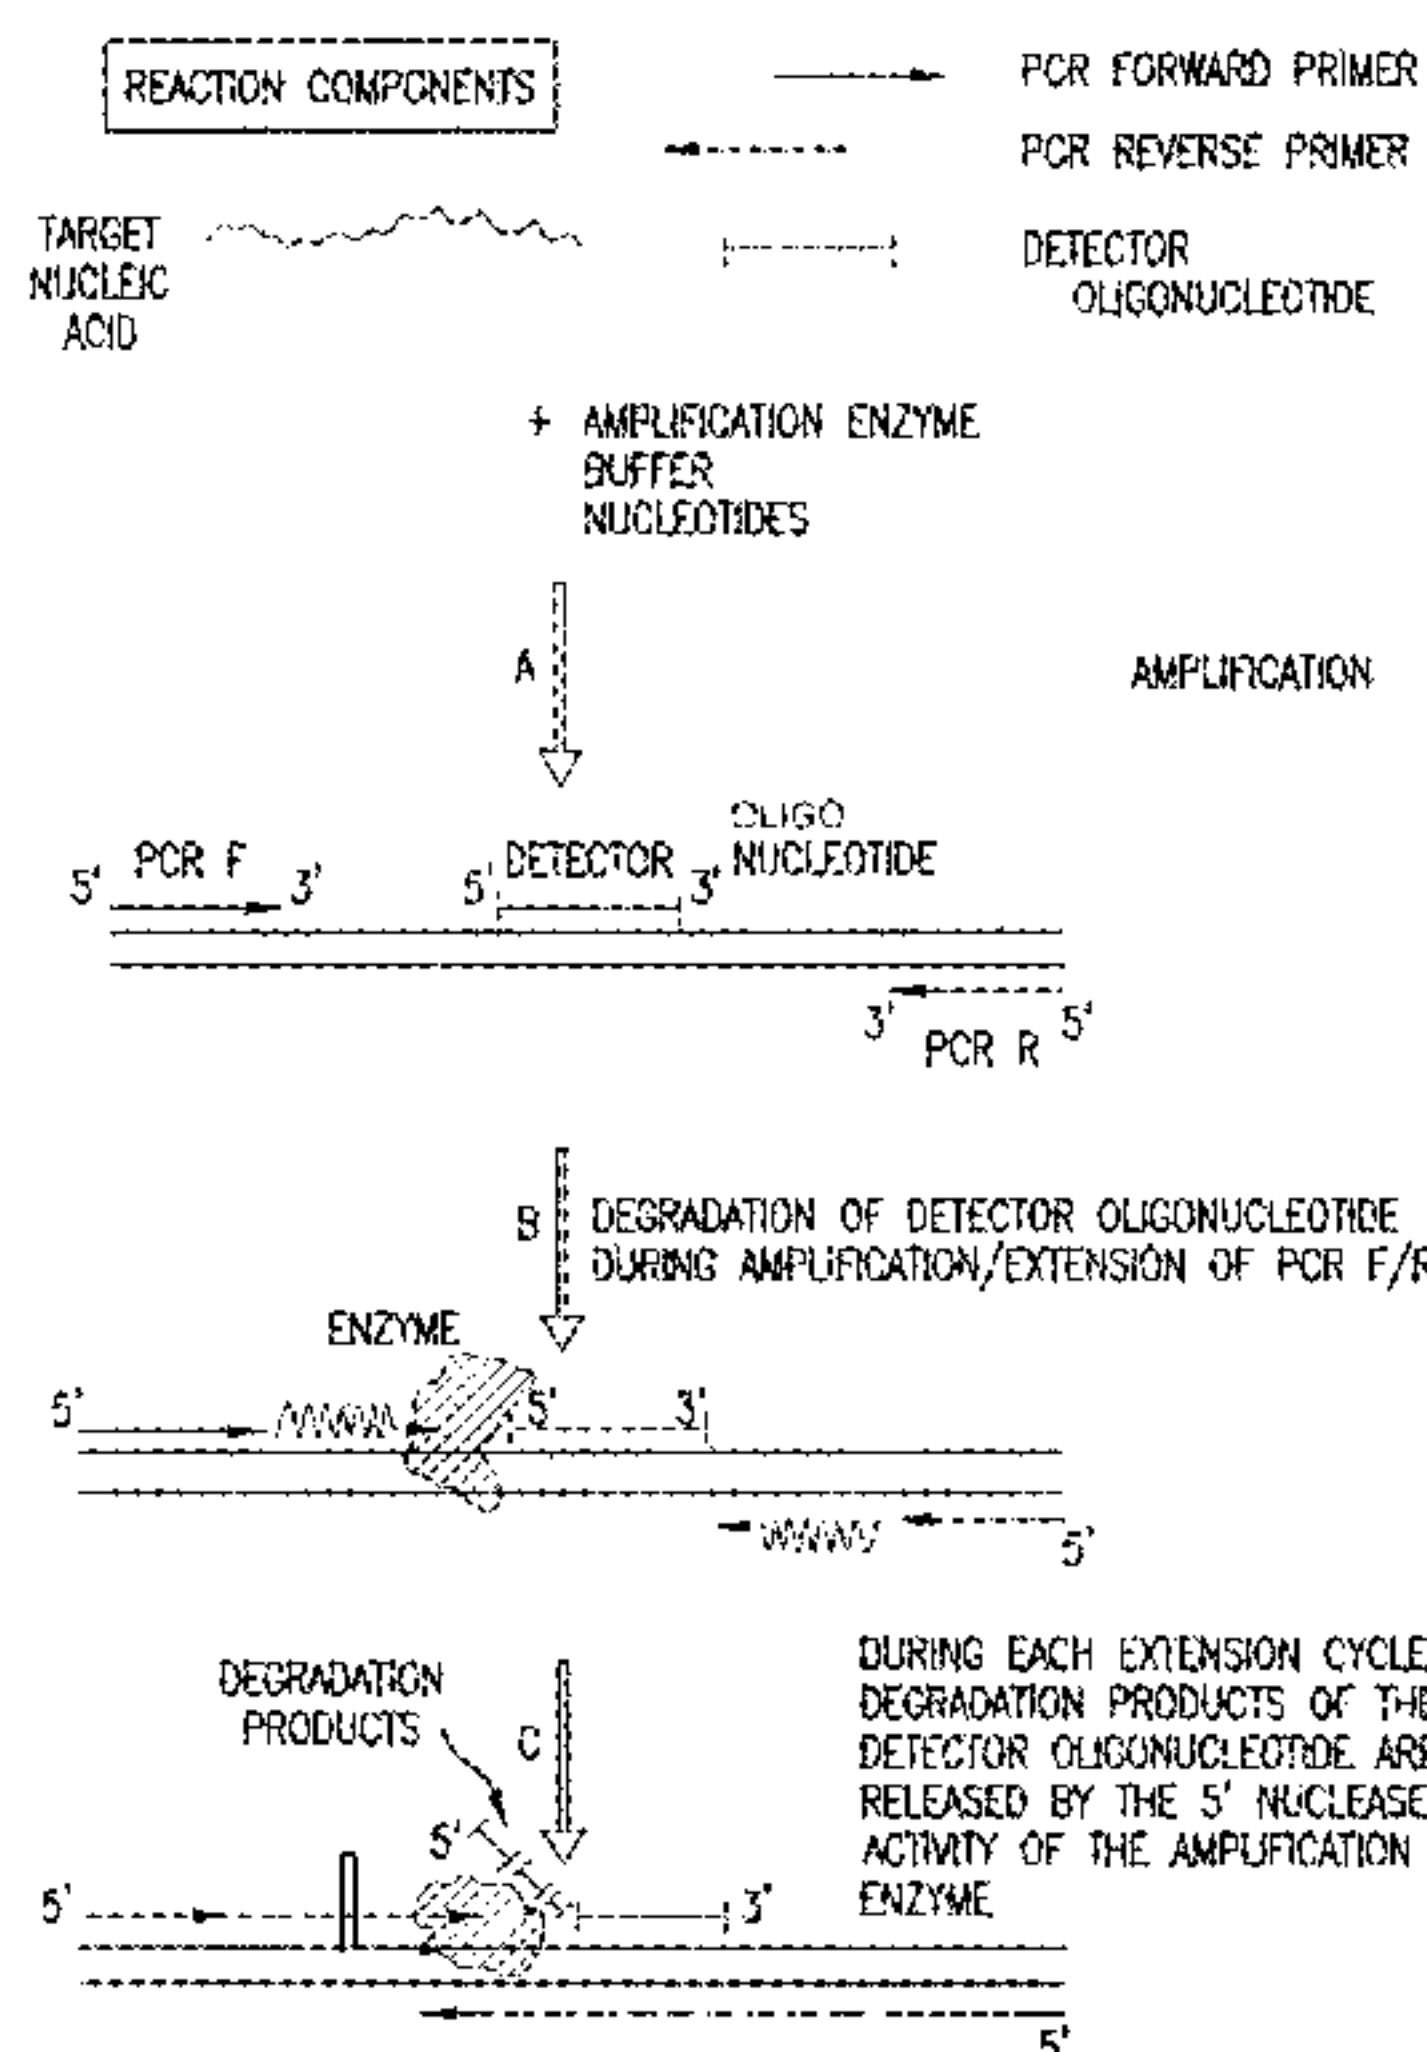 REACTION COMPONENTS
PCR FORWARD PRIMER
PCR REVERSE PRIMER
TARGET
NUCLEIC
ACID
DETECTOR
OLIGONUCLEOTIDE
+ AMPLIFICATION ENZYME
BUFFER
NUCLEOTIDES
A
AMPLIFICATION
5' PCR F 3'
5' DETECTOR 3'
OLIGO
NUCLEOTIDE
3' PCR R 5'
B
DEGRADATION OF DETECTOR OLIGONUCLEOTIDE
DURING AMPLIFICATION/EXTENSION OF PCR F/R
ENZYME
5' 5' 3'
5'
DEGRADATION
PRODUCTS
C
DURING EACH EXTENSION CYCLE
DEGRADATION PRODUCTS OF THE
DETECTOR OLIGONUCLEOTIDE ARE
RELEASED BY THE 5' NUCLEASE
ACTIVITY OF THE AMPLIFICATION
ENZYME
5'
5' 3'
5'